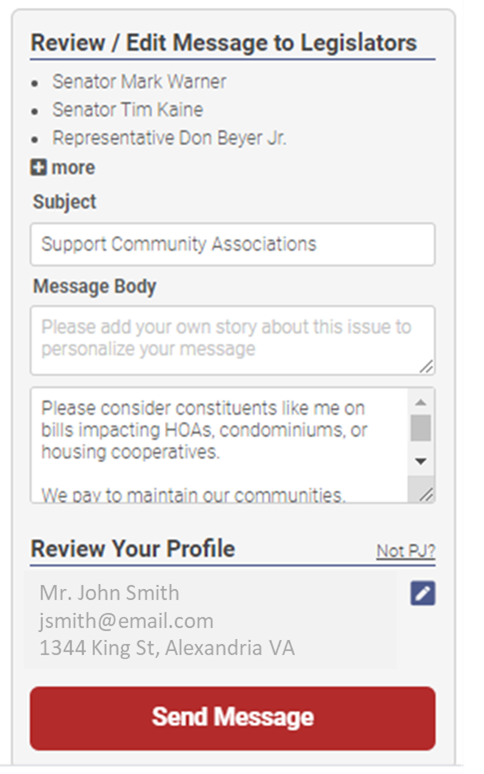 Review / Edit Message to Legislators
Senator Mark Warner
Senator Tim Kaine
Representative Don Beyer Jr.
more
Subject
Support Community Associations
Message Body
Please add your own story about this issue to
personalize your message
Please consider constituents like me on
bills impacting HOAs, condominiums, or
housing cooperatives.
We pay to maintain our communities.
Review Your Profile
Not PJ?
Mr. John Smith
jsmith@email.com
1344 King St, Alexandria VA
Send Message